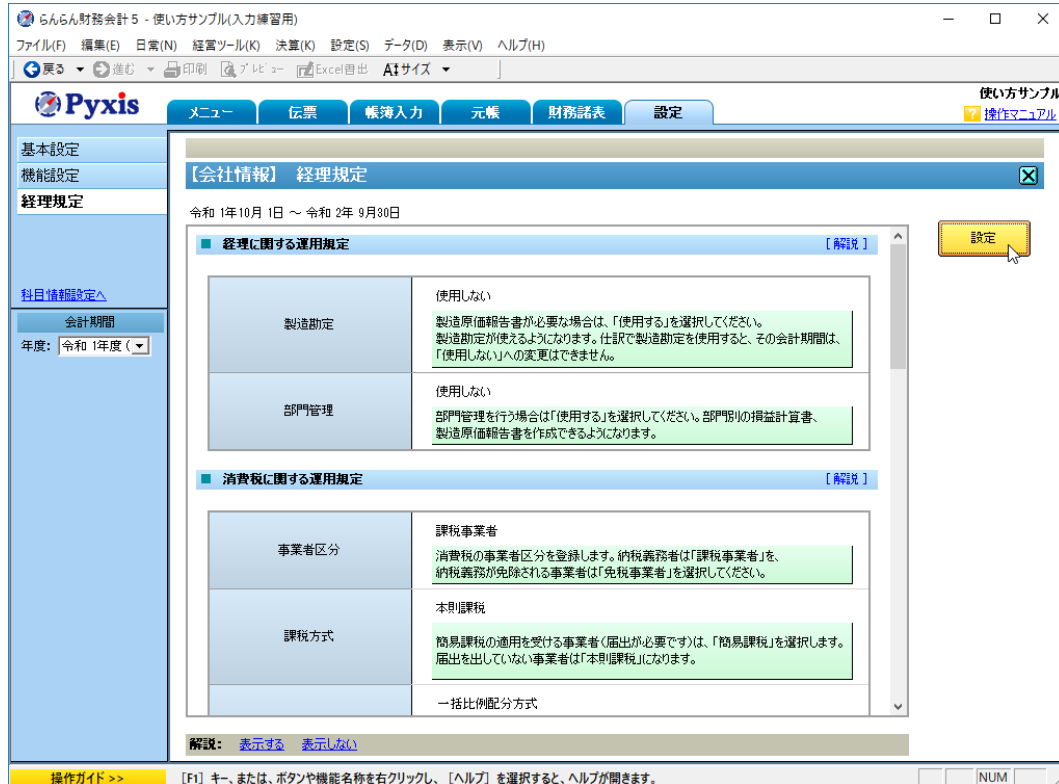 らんらん財務会計5 - 使い方サンプル(入力練習用)
ファイル(F) 編集(E) 日常(N) 経営ツール(K) 決算(K) 設定(S) データ(D) 表示(V) ヘルプ(H)
戻る 進む 印刷 プレビュー Excel書出 サイズ
Pyxis
メニュー 伝票 帳簿入力 元帳 財務諸表 設定
使い方サンプル
? 操作マニュアル
基本設定
機能設定
経理規定
科目情報設定へ
会計期間
年度: 令和 1年度 (
【会社情報】 経理規定
令和 1年10月 1日 ~ 令和 2年 9月30日
設定
■ 経理に関する運用規定 [ 解説 ]
製造勘定
使用しない
製造原価報告書が必要な場合は、「使用する」を選択してください。
製造勘定が使えるようになります。仕訳で製造勘定を使用すると、その会計期間は、
「使用しない」への変更はできません。
部門管理
使用しない
部門管理を行う場合は「使用する」を選択してください。部門別の損益計算書、
製造原価報告書を作成できるようになります。
■ 消費税に関する運用規定 [ 解説 ]
事業者区分
課税事業者
消費税の事業者区分を登録します。納税義務者は「課税事業者」を、
納税義務が免除される事業者は「免税事業者」を選択してください。
課税方式
本則課税
簡易課税の適用を受ける事業者(届出が必要です)は、「簡易課税」を選択します。
届出を出していない事業者は「本則課税」になります。
一括比例配分方式
解説: 表示する 表示しない
操作ガイド >>
[F1] キー、または、ボタンや機能名称を右クリックし、[ヘルプ] を選択すると、ヘルプが開きます。
NUM